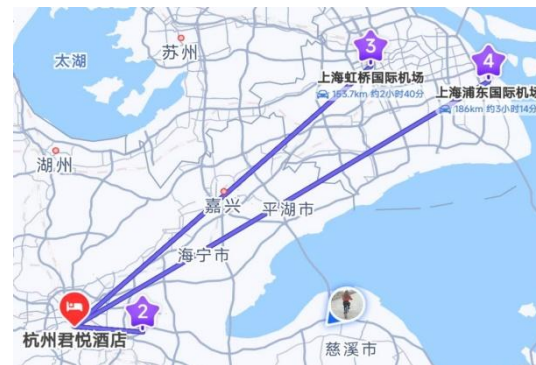 苏州
3
太湖
4
上海虹桥国际机场
153.7km 约2小时40分
上海浦东国际机场
186km 约3小时14分
湖州
嘉兴
平湖市
海宁市
2
杭州君悦酒店
慈溪市